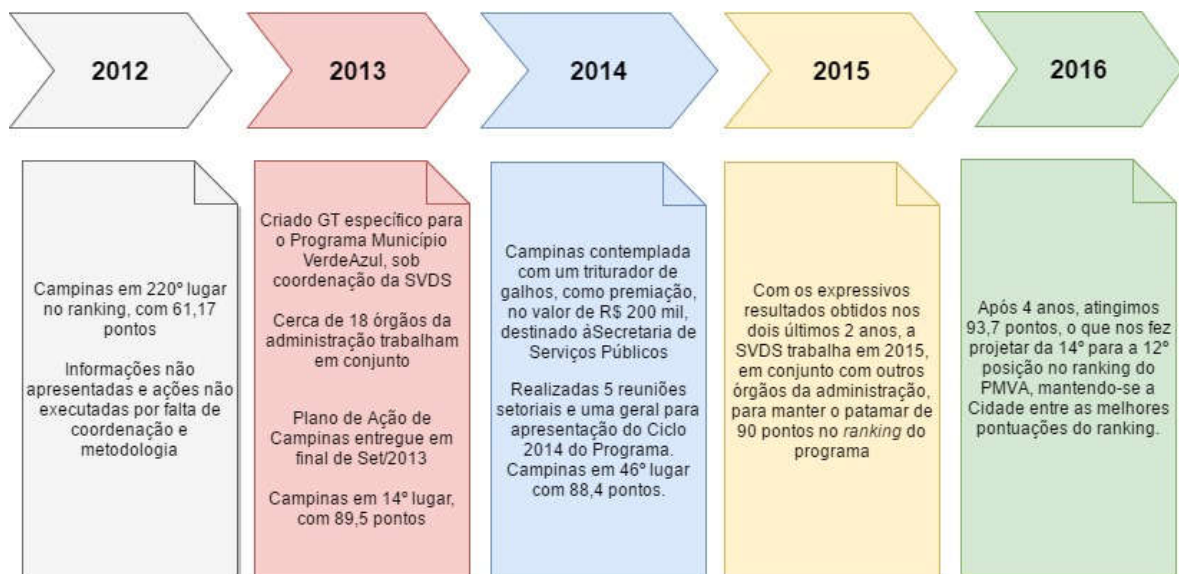 2012
2013
2014
2015
2016
Campinas em 220º lugar
no ranking, com 61,17
pontos
Informações não
apresentadas e ações não
executadas por falta de
coordenação e
metodologia
Criado GT específico para
o Programa Município
VerdeAzul, sob
coordenação da SVDS
Cerca de 18 órgãos da
administração trabalham
em conjunto
Plano de Ação de
Campinas entregue em
final de Set/2013
Campinas em 14º lugar,
com 89,5 pontos
Campinas contemplada
com um triturador de
galhos, como premiação,
no valor de R$ 200 mil,
destinado àSecretaria de
Serviços Públicos
Realizadas 5 reuniões
setoriais e uma geral para
apresentação do Ciclo
2014 do Programa.
Campinas em 46º lugar
com 88,4 pontos.
Com os expressivos
resultados obtidos nos
dois últimos 2 anos, a
SVDS trabalha em 2015,
em conjunto com outros
órgãos da administração,
para manter o patamar de
90 pontos no ranking do
programa
Após 4 anos, atingimos
93,7 pontos, o que nos fez
projetar da 14º para a 12º
posição no ranking do
PMVA, mantendo-se a
Cidade entre as melhores
pontuações do ranking.